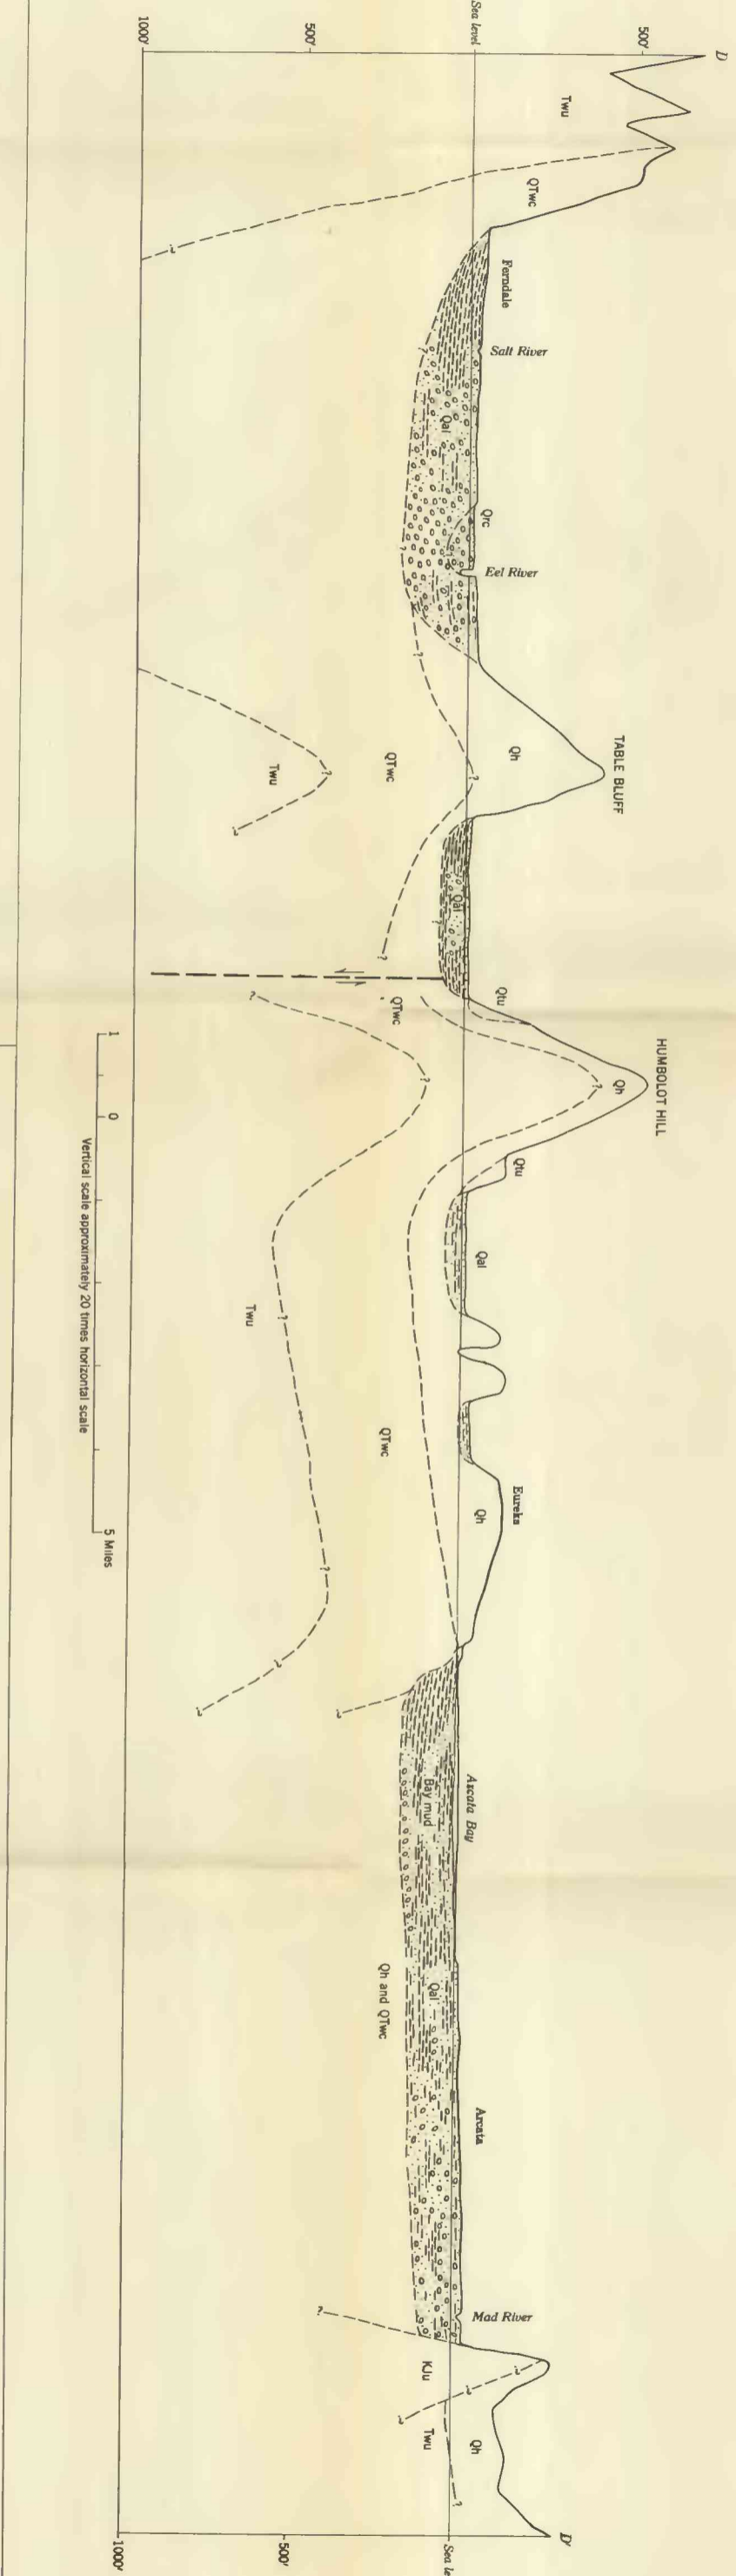 D
500'
Sea level
500'
1000'
Twu
QTwc
Ferndale
Salt River
Qal
Qrc
Eel River
TABLE BLUFF
Qh
QTwc
Twu
Qal
Qtu
QTwc
HUMBOLOT HILL
Qh
Qtu
Qal
1 0 5 Miles
Vertical scale approximately 20 times horizontal scale
Twu
QTwc
Eureka
Qh
Arcata Bay
Bay mud
Qal
Qh and QTwc
Arcata
Mad River
KJu
Twu
Qh
D'
Sea le
500'
1000'